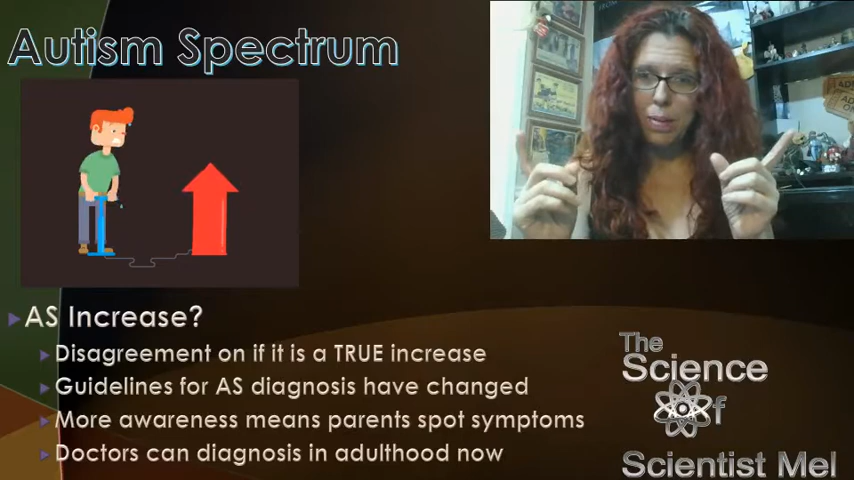 Autism Spectrum
AS Increase?
Disagreement on if it is a TRUE increase
Guidelines for AS diagnosis have changed
More awareness means parents spot symptoms
Doctors can diagnosis in adulthood now
The
Science
Of
Scientist Mel